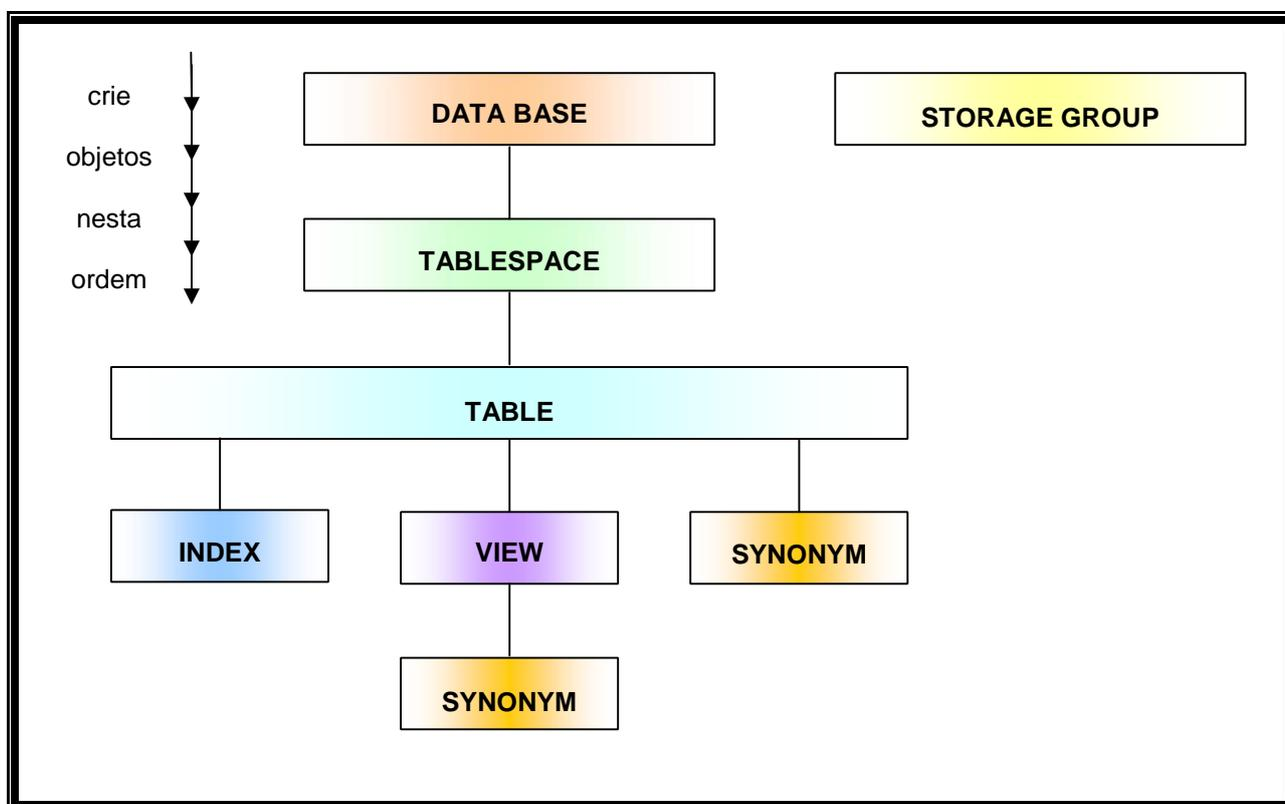 crie
objetos
nesta
ordem
DATA BASE
STORAGE GROUP
TABLESPACE
TABLE
INDEX
VIEW
SYNONYM
SYNONYM